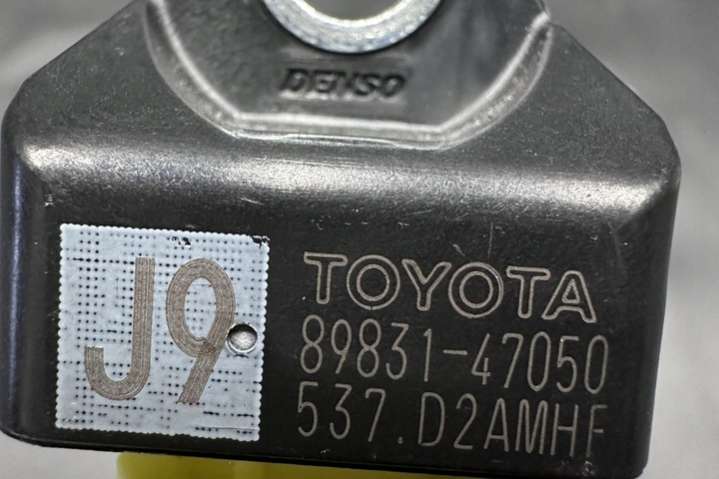 DENSO
J9
TOYOTA
89831-47050
537.D2AMHF